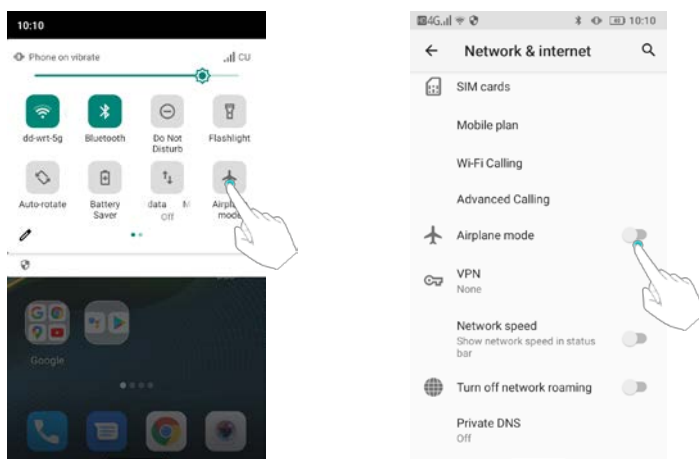 10:10
Phone on vibrate
CU
dd-wrt-5g Bluetooth Do Not Flashlight
Disturb
Auto-rotate Battery data M
Saver Off mode
Google
4G 10:10
Network & internet
SIM cards
Mobile plan
Wi-Fi Calling
Advanced Calling
Airplane mode
VPN
None
Network speed
Show network speed in status
bar
Turn off network roaming
Private DNS
Off